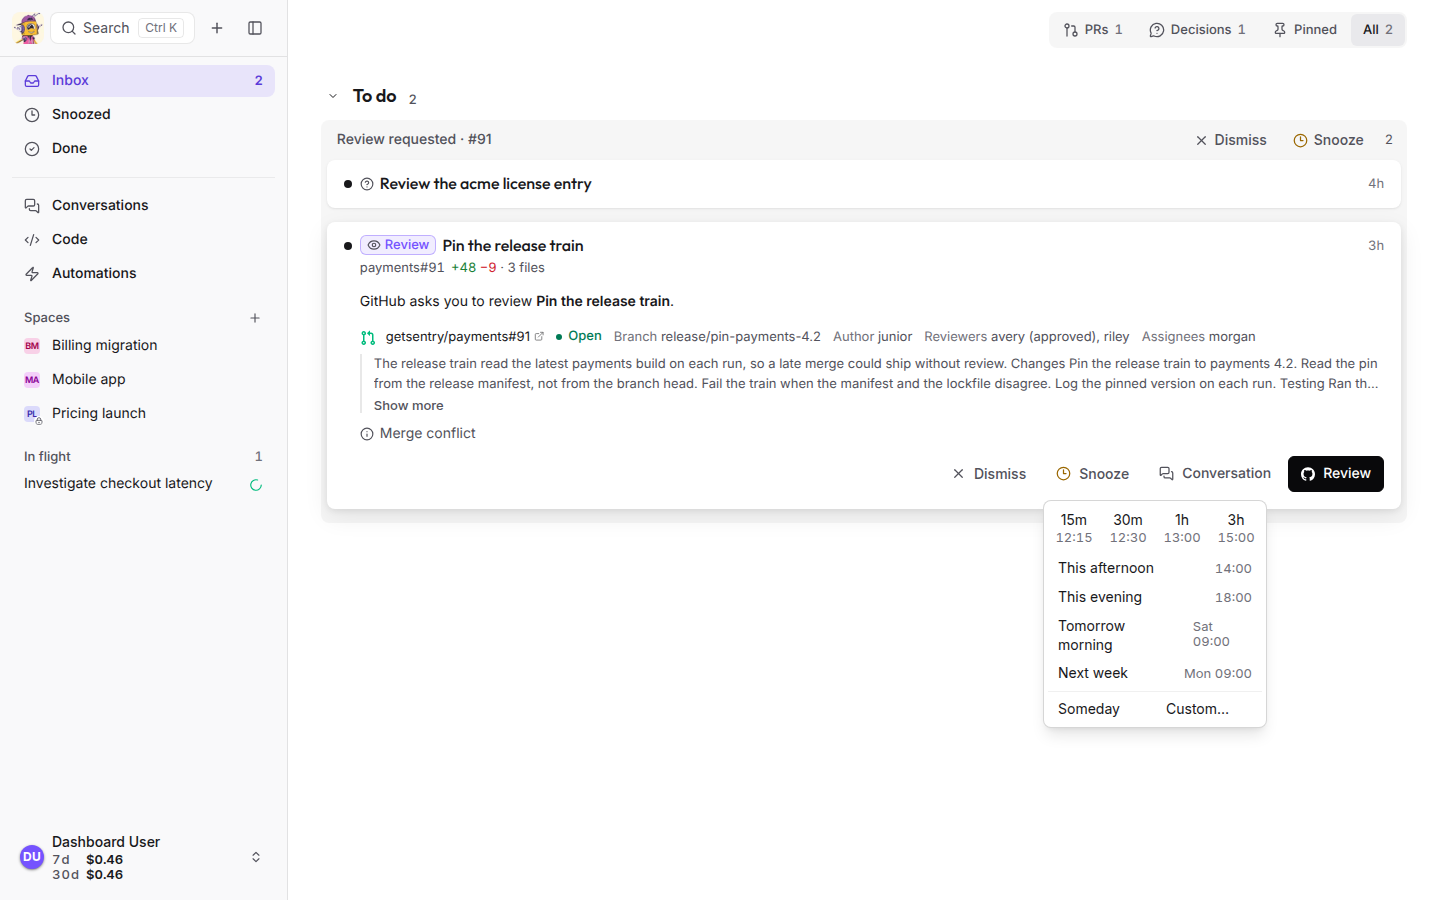 Search Ctrl K
PRs 1 Decisions 1 Pinned All 2
Inbox 2
Snoozed
Done
Conversations
Code
Automations
Spaces
BM Billing migration
MA Mobile app
PL Pricing launch
In flight 1
Investigate checkout latency
DU Dashboard User
7d $0.46
30d $0.46
To do 2
Review requested · #91 Dismiss Snooze 2
Review the acme license entry 4h
Review Pin the release train 3h
payments#91 +48 −9 · 3 files
GitHub asks you to review Pin the release train.
getsentry/payments#91 Open Branch release/pin-payments-4.2 Author junior Reviewers avery (approved), riley Assignees morgan
The release train read the latest payments build on each run, so a late merge could ship without review. Changes Pin the release train to payments 4.2. Read the pin
from the release manifest, not from the branch head. Fail the train when the manifest and the lockfile disagree. Log the pinned version on each run. Testing Ran th...
Show more
Merge conflict
Dismiss Snooze Conversation Review
15m 30m 1h 3h
12:15 12:30 13:00 15:00
This afternoon 14:00
This evening 18:00
Tomorrow morning Sat 09:00
Next week Mon 09:00
Someday Custom...